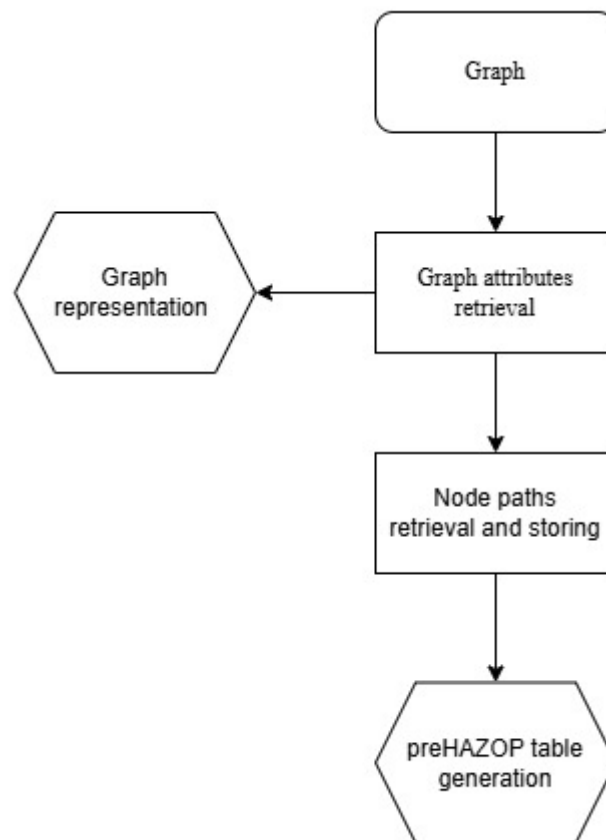 Graph
Graph attributes
retrieval
Graph
representation
Node paths
retrieval and storing
preHAZOP table
generation